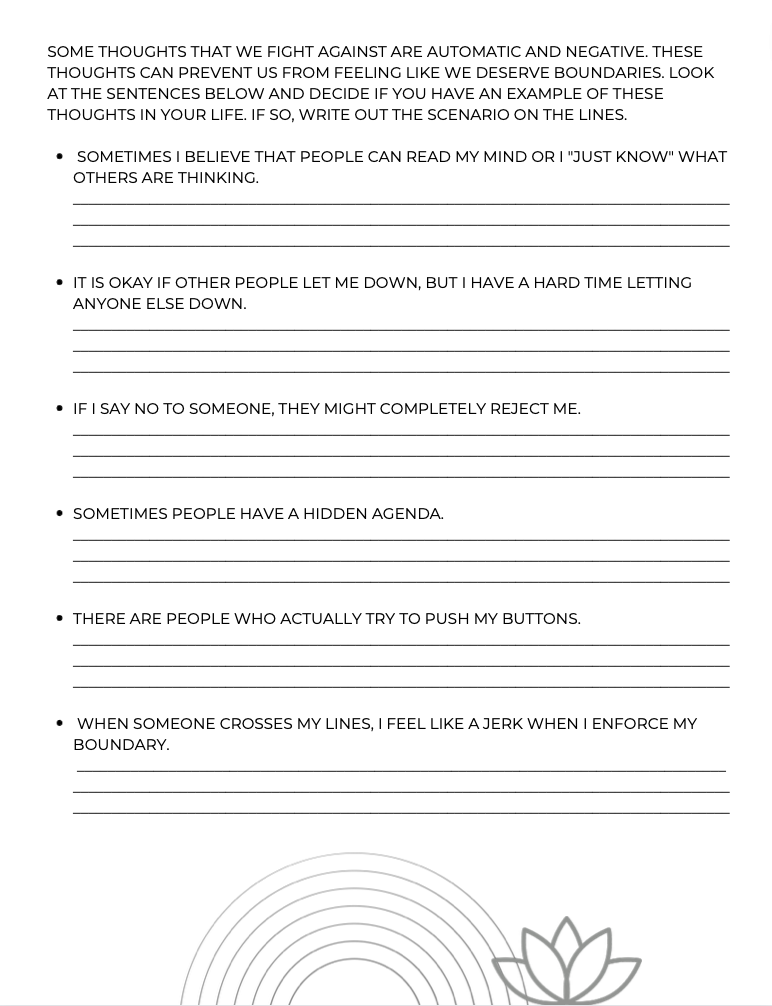 SOME THOUGHTS THAT WE FIGHT AGAINST ARE AUTOMATIC AND NEGATIVE. THESE
THOUGHTS CAN PREVENT US FROM FEELING LIKE WE DESERVE BOUNDARIES. LOOK
AT THE SENTENCES BELOW AND DECIDE IF YOU HAVE AN EXAMPLE OF THESE
THOUGHTS IN YOUR LIFE. IF SO, WRITE OUT THE SCENARIO ON THE LINES.
• SOMETIMES I BELIEVE THAT PEOPLE CAN READ MY MIND OR I "JUST KNOW" WHAT
OTHERS ARE THINKING.
• IT IS OKAY IF OTHER PEOPLE LET ME DOWN, BUT I HAVE A HARD TIME LETTING
ANYONE ELSE DOWN.
• IF I SAY NO TO SOMEONE, THEY MIGHT COMPLETELY REJECT ME.
• SOMETIMES PEOPLE HAVE A HIDDEN AGENDA.
• THERE ARE PEOPLE WHO ACTUALLY TRY TO PUSH MY BUTTONS.
• WHEN SOMEONE CROSSES MY LINES, I FEEL LIKE A JERK WHEN I ENFORCE MY
BOUNDARY.